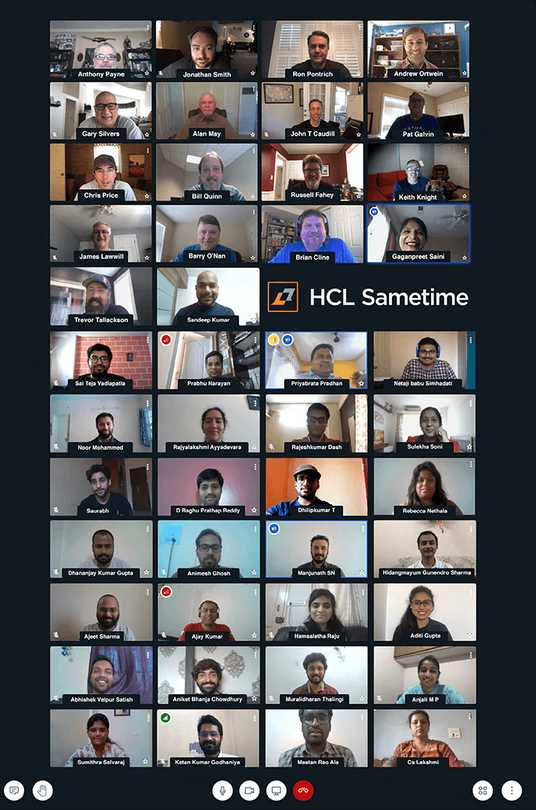 Anthony Payne
Jonathan Smith
Ron Pontrich
Andrew Ortwein
Gary Silvers
Alan May
John T Caudill
Pat Galvin
Chris Price
Bill Quinn
Russell Fahey
Keith Knight
James Lawwill
Barry O'Nan
Brian Cline
Gaganpreet Saini
Trevor Tallackson
Sandeep Kumar
HCL Sametime
Sai Teja Vadlapatla
Prabhu Narayan
Priyabrata Pradhan
Netaji babu Simhadati
Noor Mohammed
Rajyalakshmi Ayyadevara
Rajeshkumar Dash
Sulekha Soni
Saurabh
D Raghu Prathap Reddy
Dhilipkumar T
Rebecca Nethala
Dhananjay Kumar Gupta
Animesh Ghosh
Manjunath SN
Hidangmayum Gunendro Sharma
Ajeet Sharma
Ajay Kumar
Hamsalatha Raju
Aditi Gupta
Abhishek Velpur Satish
Aniket Bhanja Chowdhury
Muralidharan Thalingi
Anjali M P
Sumithra Selvaraj
Ketan Kumar Gadhaniya
Mastan Rao Ala
Ca Lakshmi